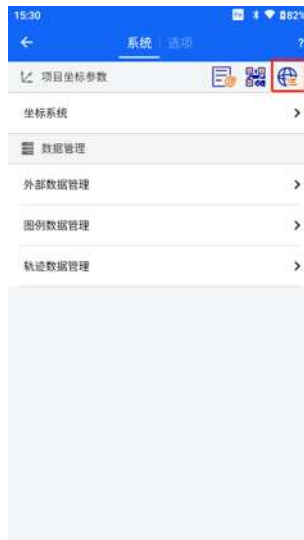 15:30 82%
系统 | 选项 ?
项目坐标参数
坐标系统
数据管理
外部数据管理
图例数据管理
轨迹数据管理